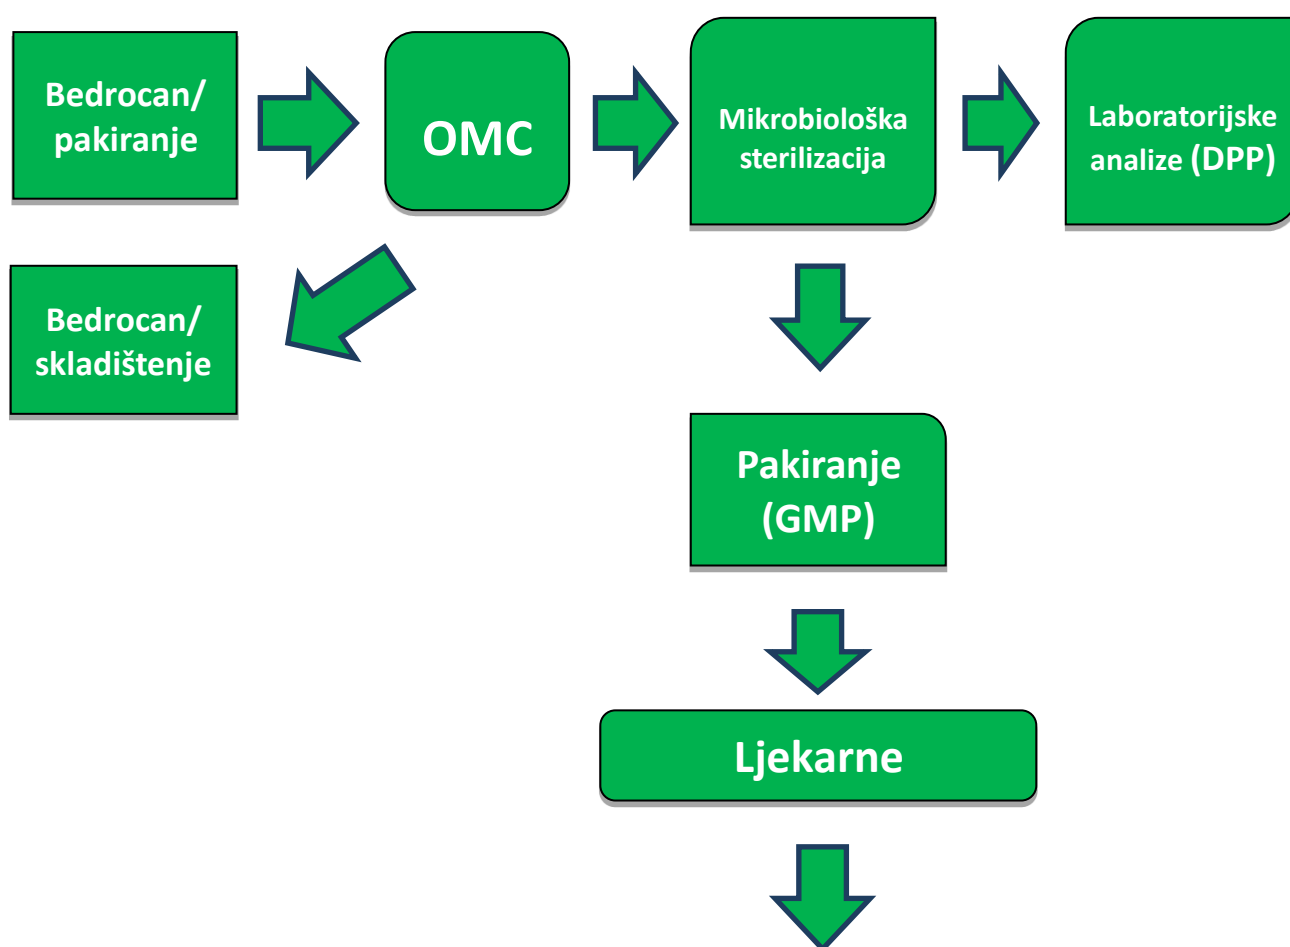 Bedrocan/
pakiranje
OMC
Mikrobiološka
sterilizacija
Laboratorijske
analize (DPP)
Bedrocan/
skladištenje
Pakiranje
(GMP)
Ljekarne